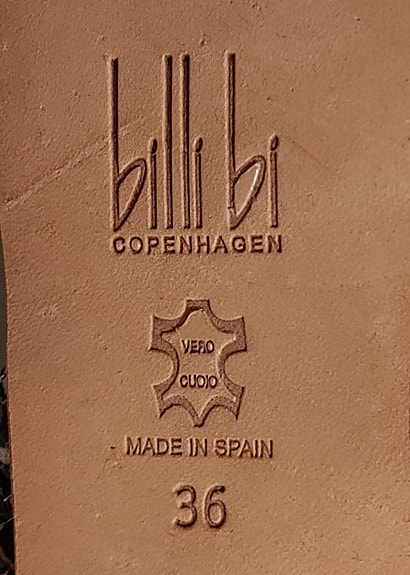 billi bi
COPENHAGEN
VERO
CUOIO
MADE IN SPAIN
36